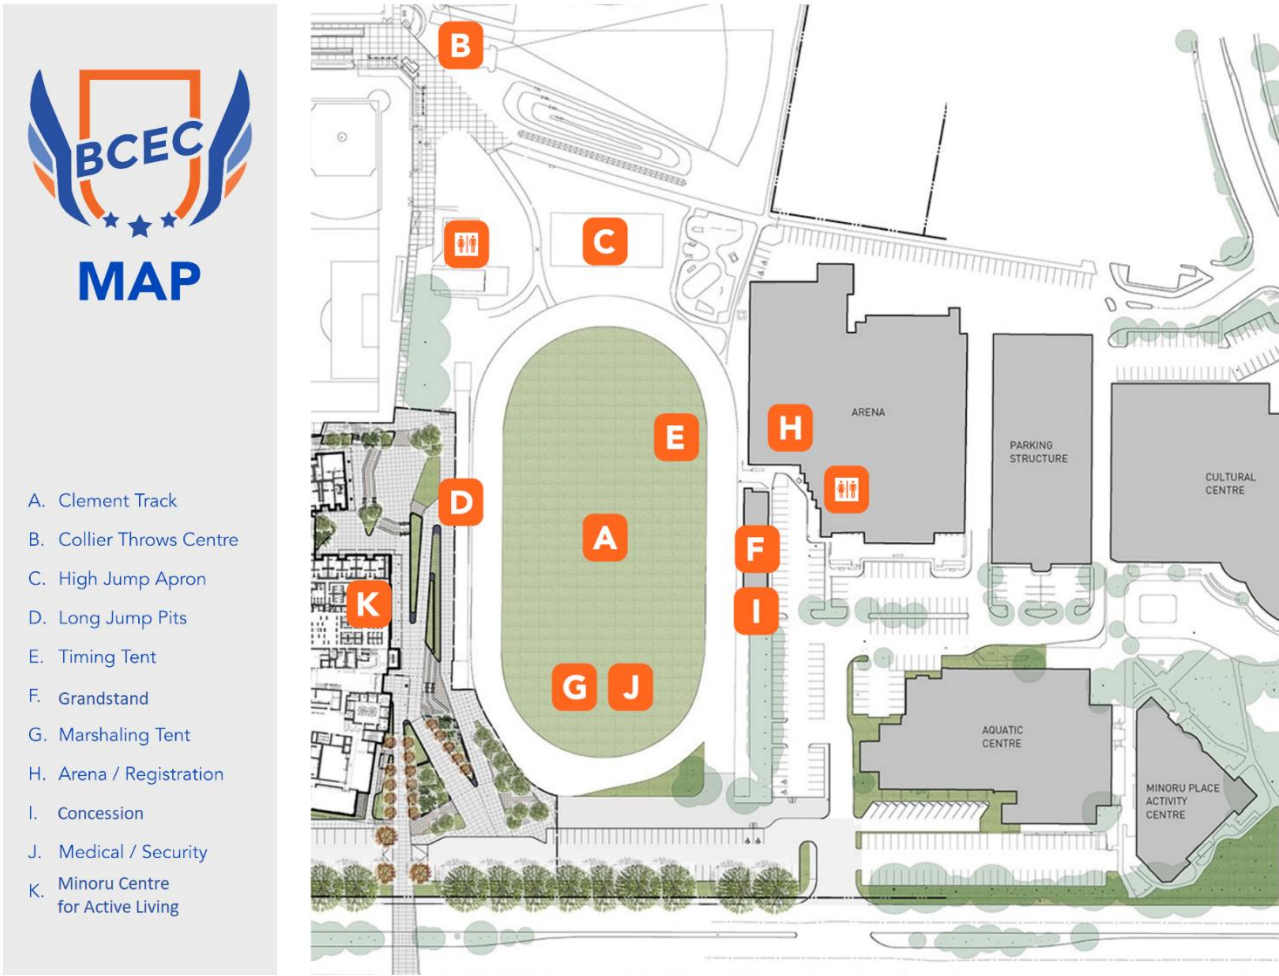 BCEC
MAP
A. Clement Track
B. Collier Throws Centre
C. High Jump Apron
D. Long Jump Pits
E. Timing Tent
F. Grandstand
G. Marshaling Tent
H. Arena / Registration
I. Concession
J. Medical / Security
K. Minoru Centre
for Active Living
B
C
E
H
ARENA
PARKING
STRUCTURE
CULTURAL
CENTRE
D
A
F
K
I
G
J
AQUATIC
CENTRE
MINORU PLACE
ACTIVITY
CENTRE